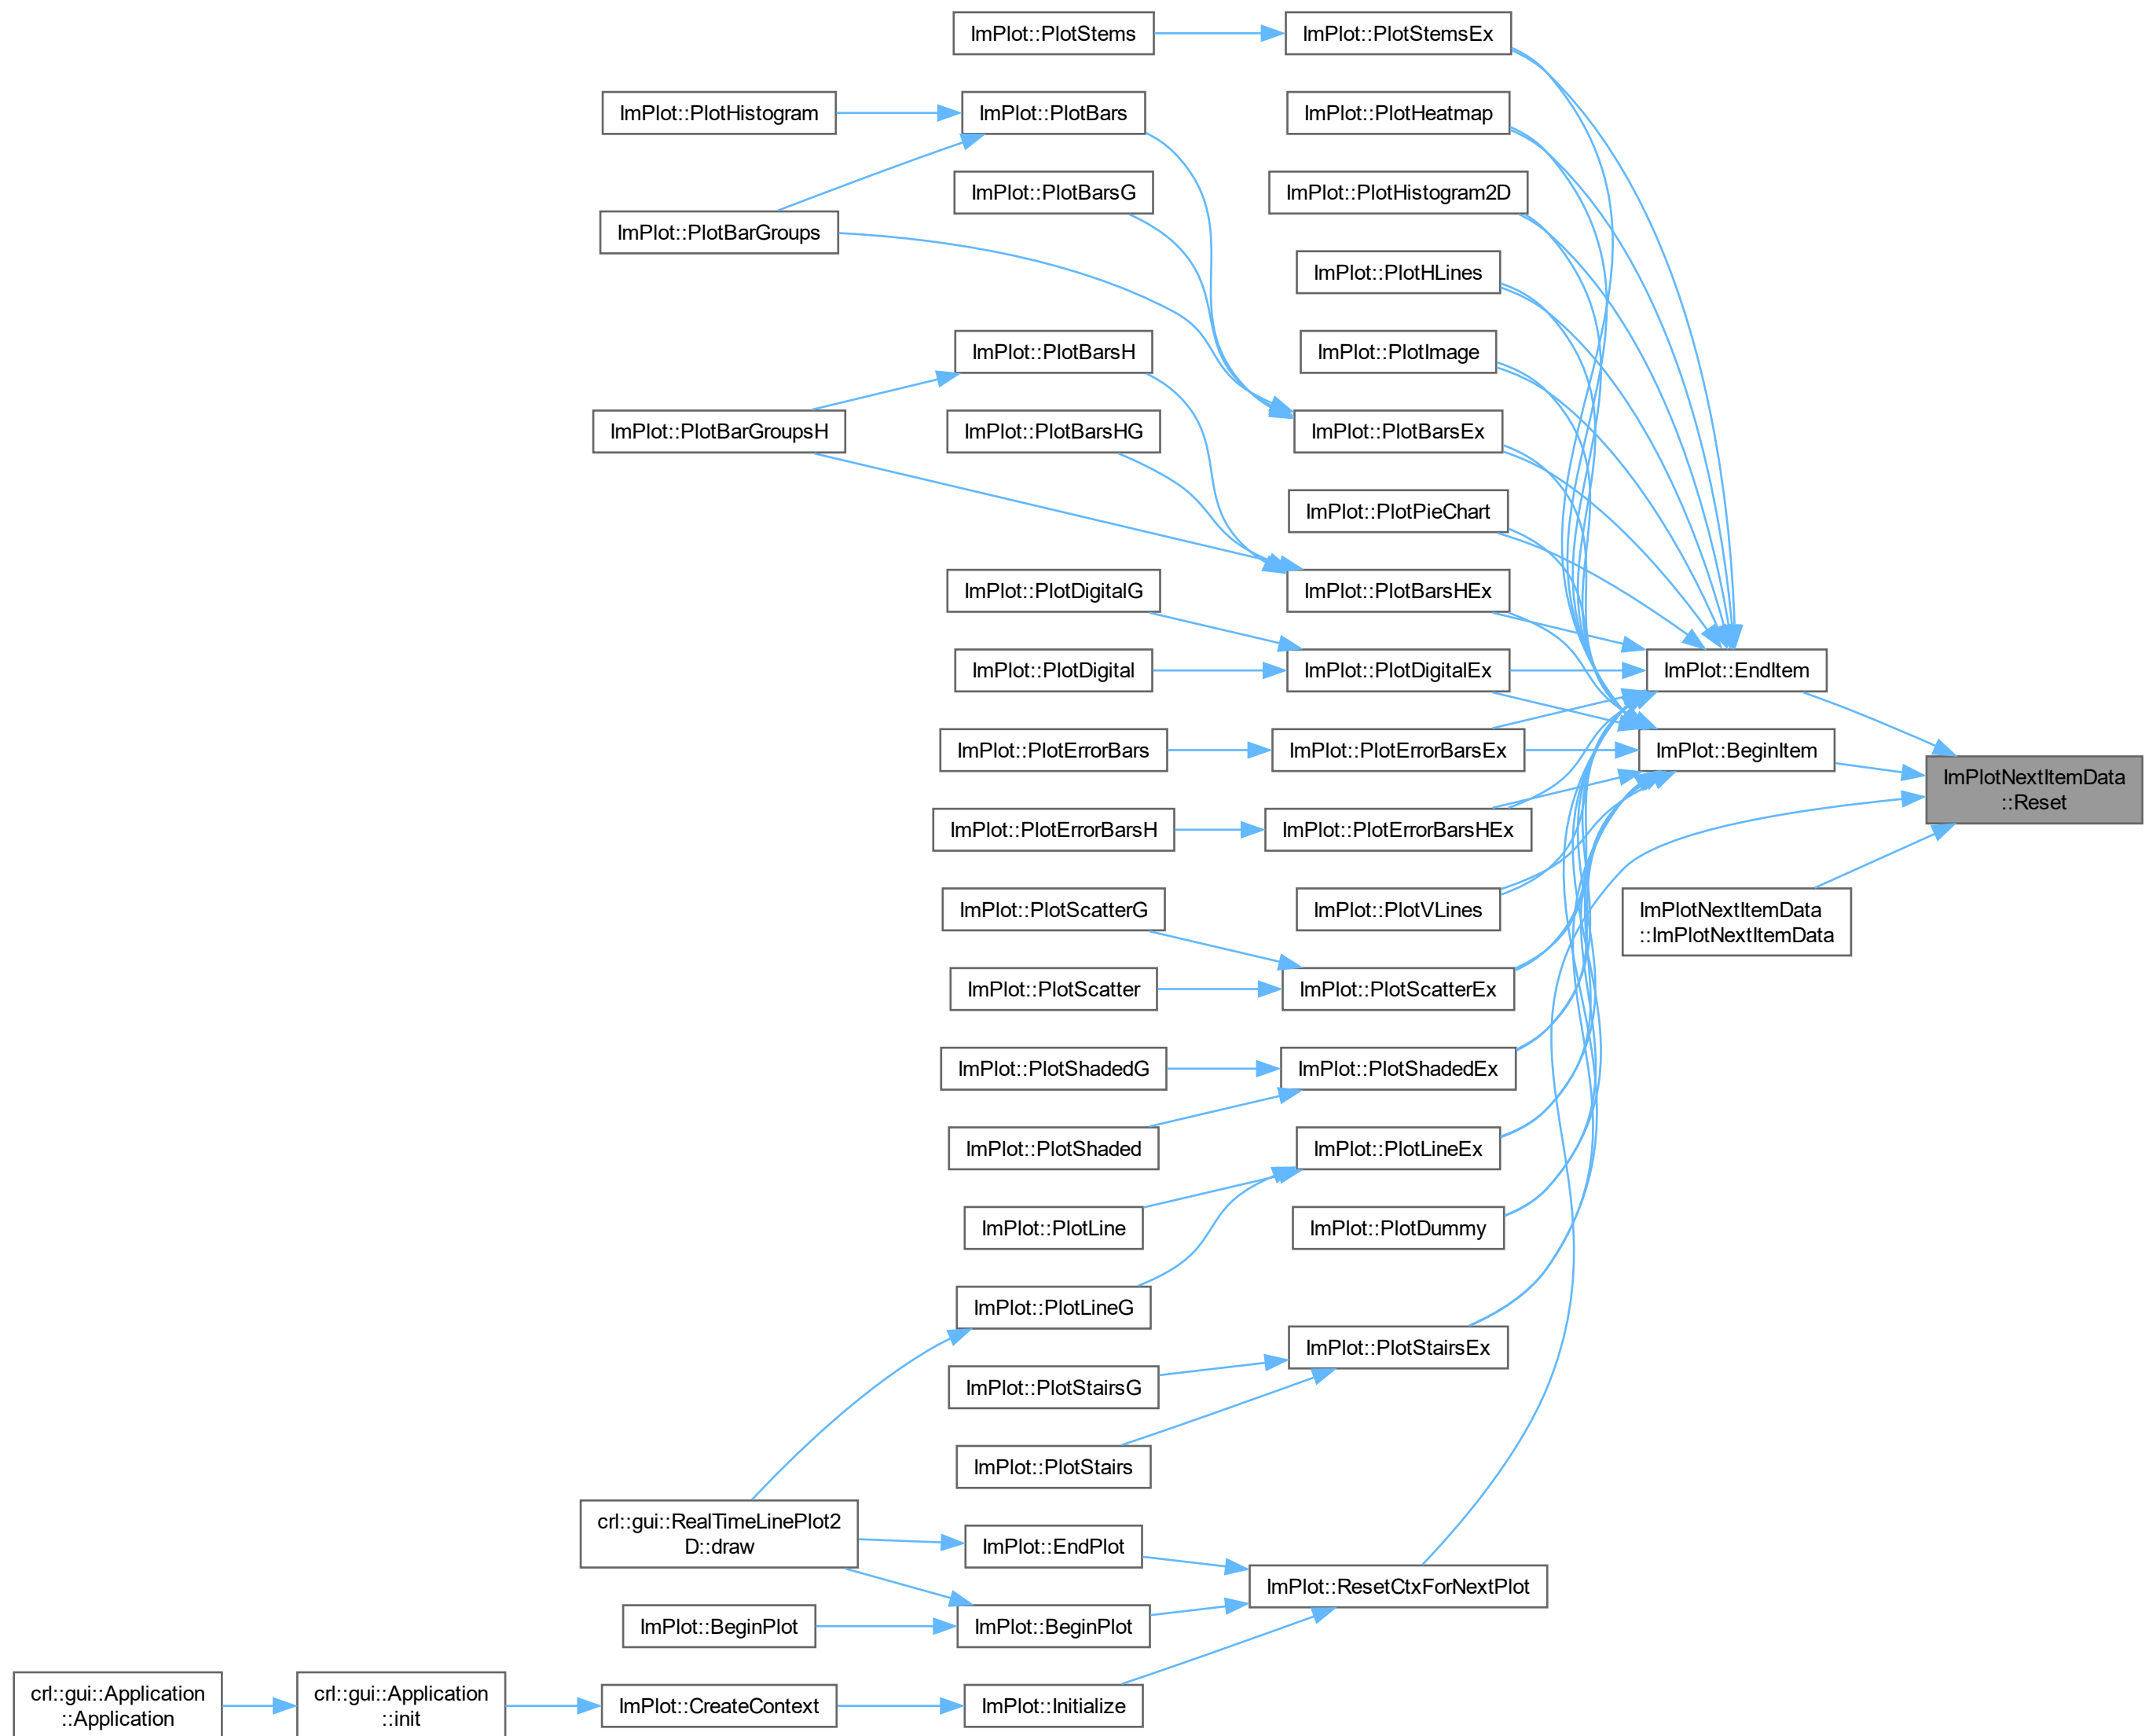 ImPlot::PlotStems
ImPlot::PlotStemsEx
ImPlot::PlotHistogram
ImPlot::PlotBars
ImPlot::PlotHeatmap
ImPlot::PlotBarsG
ImPlot::PlotHistogram2D
ImPlot::PlotBarGroups
ImPlot::PlotHLines
ImPlot::PlotBarsH
ImPlot::PlotImage
ImPlot::PlotBarGroupsH
ImPlot::PlotBarsHG
ImPlot::PlotBarsEx
ImPlot::PlotPieChart
ImPlot::PlotDigitalG
ImPlot::PlotBarsHEx
ImPlot::PlotDigital
ImPlot::PlotDigitalEx
ImPlot::EndItem
ImPlot::PlotErrorBars
ImPlot::PlotErrorBarsEx
ImPlot::BeginItem
ImPlotNextItemData
::Reset
ImPlot::PlotErrorBarsH
ImPlot::PlotErrorBarsHEx
ImPlot::PlotScatterG
ImPlot::PlotVLines
ImPlotNextItemData
::ImPlotNextItemData
ImPlot::PlotScatter
ImPlot::PlotScatterEx
ImPlot::PlotShadedG
ImPlot::PlotShadedEx
ImPlot::PlotShaded
ImPlot::PlotLineEx
ImPlot::PlotLine
ImPlot::PlotDummy
ImPlot::PlotLineG
ImPlot::PlotStairsEx
ImPlot::PlotStairsG
ImPlot::PlotStairs
crl::gui::RealTimeLinePlot2
D::draw
ImPlot::EndPlot
ImPlot::ResetCtxForNextPlot
ImPlot::BeginPlot
ImPlot::BeginPlot
crl::gui::Application
::Application
crl::gui::Application
::init
ImPlot::CreateContext
ImPlot::Initialize